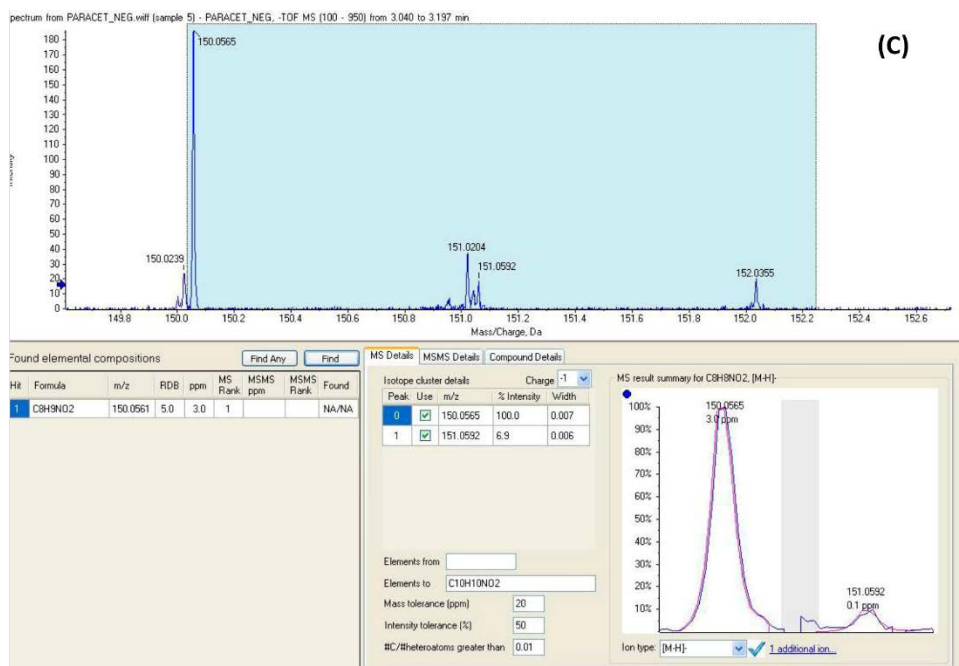 pectrum from PARACET_NEG.wiff (sample 5) - PARACET_NEG, -TOF MS (100 - 950) from 3.040 to 3.197 min
(C)
180
170
160
150
140
130
120
110
100
90
80
70
60
50
40
30
20
10
0
150.0565
150.0239
151.0204
151.0592
152.0355
149.8 150.0 150.2 150.4 150.6 150.8 151.0 151.2 151.4 151.6 151.8 152.0 152.2 152.4 152.6
Mass/Charge, Da
Found elemental compositions Find Any Find
Hit Formula m/z RDB ppm MS Rank MSMS ppm MSMS Rank Found
1 C8H9NO2 150.0561 5.0 3.0 1 NA/NA
MS Details MSMS Details Compound Details
Isotope cluster details Charge -1
Peak Use m/z % Intensity Width
0 150.0565 100.0 0.007
1 151.0592 6.9 0.006
Elements from
Elements to C10H10NO2
Mass tolerance (ppm) 20
Intensity tolerance (%) 50
#C/#heteroatoms greater than 0.01
MS result summary for C8H8NO2, [M-H]-
100%
90%
80%
70%
60%
50%
40%
30%
20%
10%
150.0565
3.0 ppm
151.0592
0.1 ppm
Ion type: [M-H]- 1 additional ion...